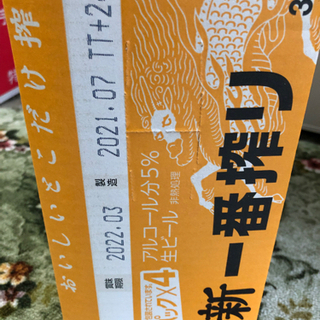 おいしいとこだけ搾
製造 2021.07 TT+2
期限 2022.03
アルコール分5%
生ビール 非熱処理
パック×4
新一番搾り
3